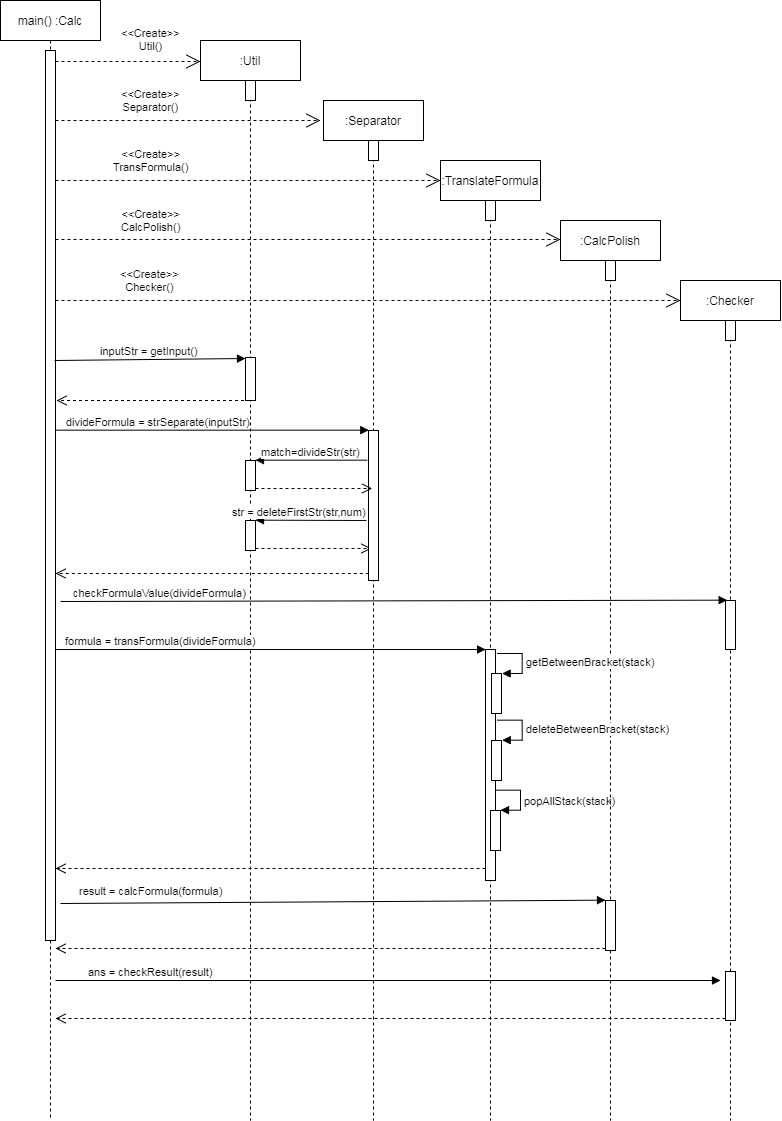 main() :Calc
<<Create>>
Util()
:Util
<<Create>>
Separator()
:Separator
<<Create>>
TransFormula()
:TranslateFormula
<<Create>>
CalcPolish()
:CalcPolish
<<Create>>
Checker()
:Checker
inputStr = getInput()
divideFormula = strSeparate(inputStr)
match=divideStr(str)
str = deleteFirstStr(str,num)
checkFormulaValue(divideFormula)
formula = transFormula(divideFormula)
getBetweenBracket(stack)
deleteBetweenBracket(stack)
popAllStack(stack)
result = calcFormula(formula)
ans = checkResult(result)